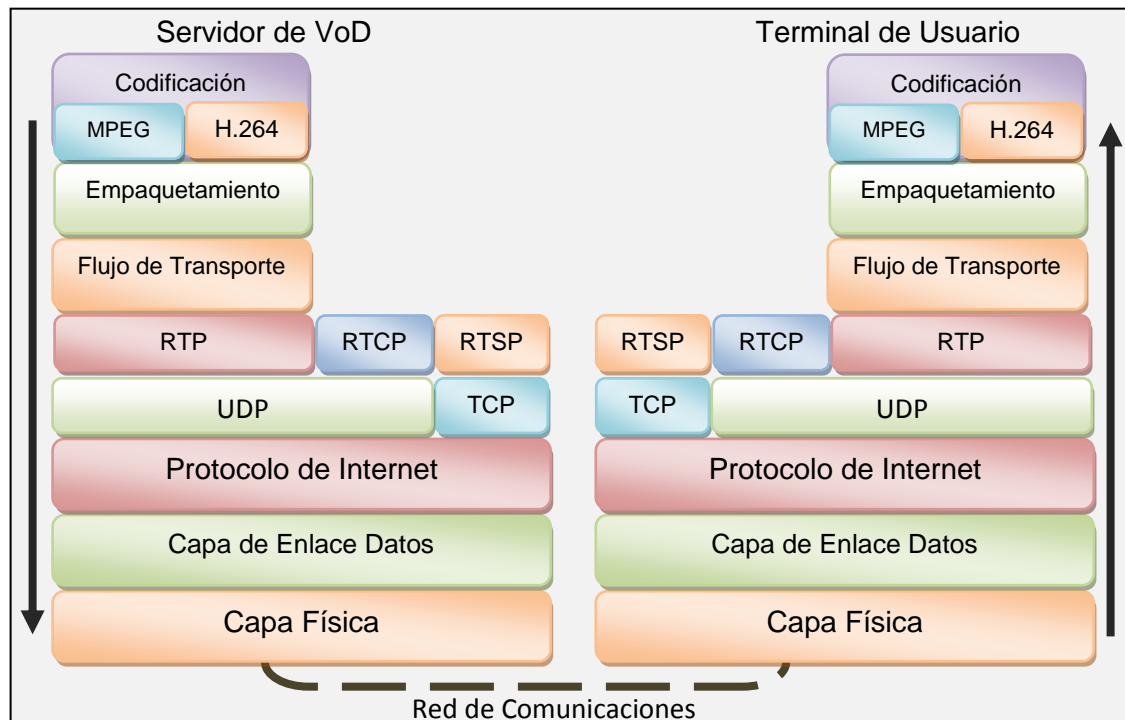 Servidor de VoD
Terminal de Usuario
Codificación
Codificación
MPEG H.264
MPEG H.264
Empaquetamiento
Empaquetamiento
Flujo de Transporte
Flujo de Transporte
RTP RTCP RTSP
RTSP RTCP RTP
UDP TCP
TCP UDP
Protocolo de Internet
Protocolo de Internet
Capa de Enlace Datos
Capa de Enlace Datos
Capa Física
Capa Física
Red de Comunicaciones